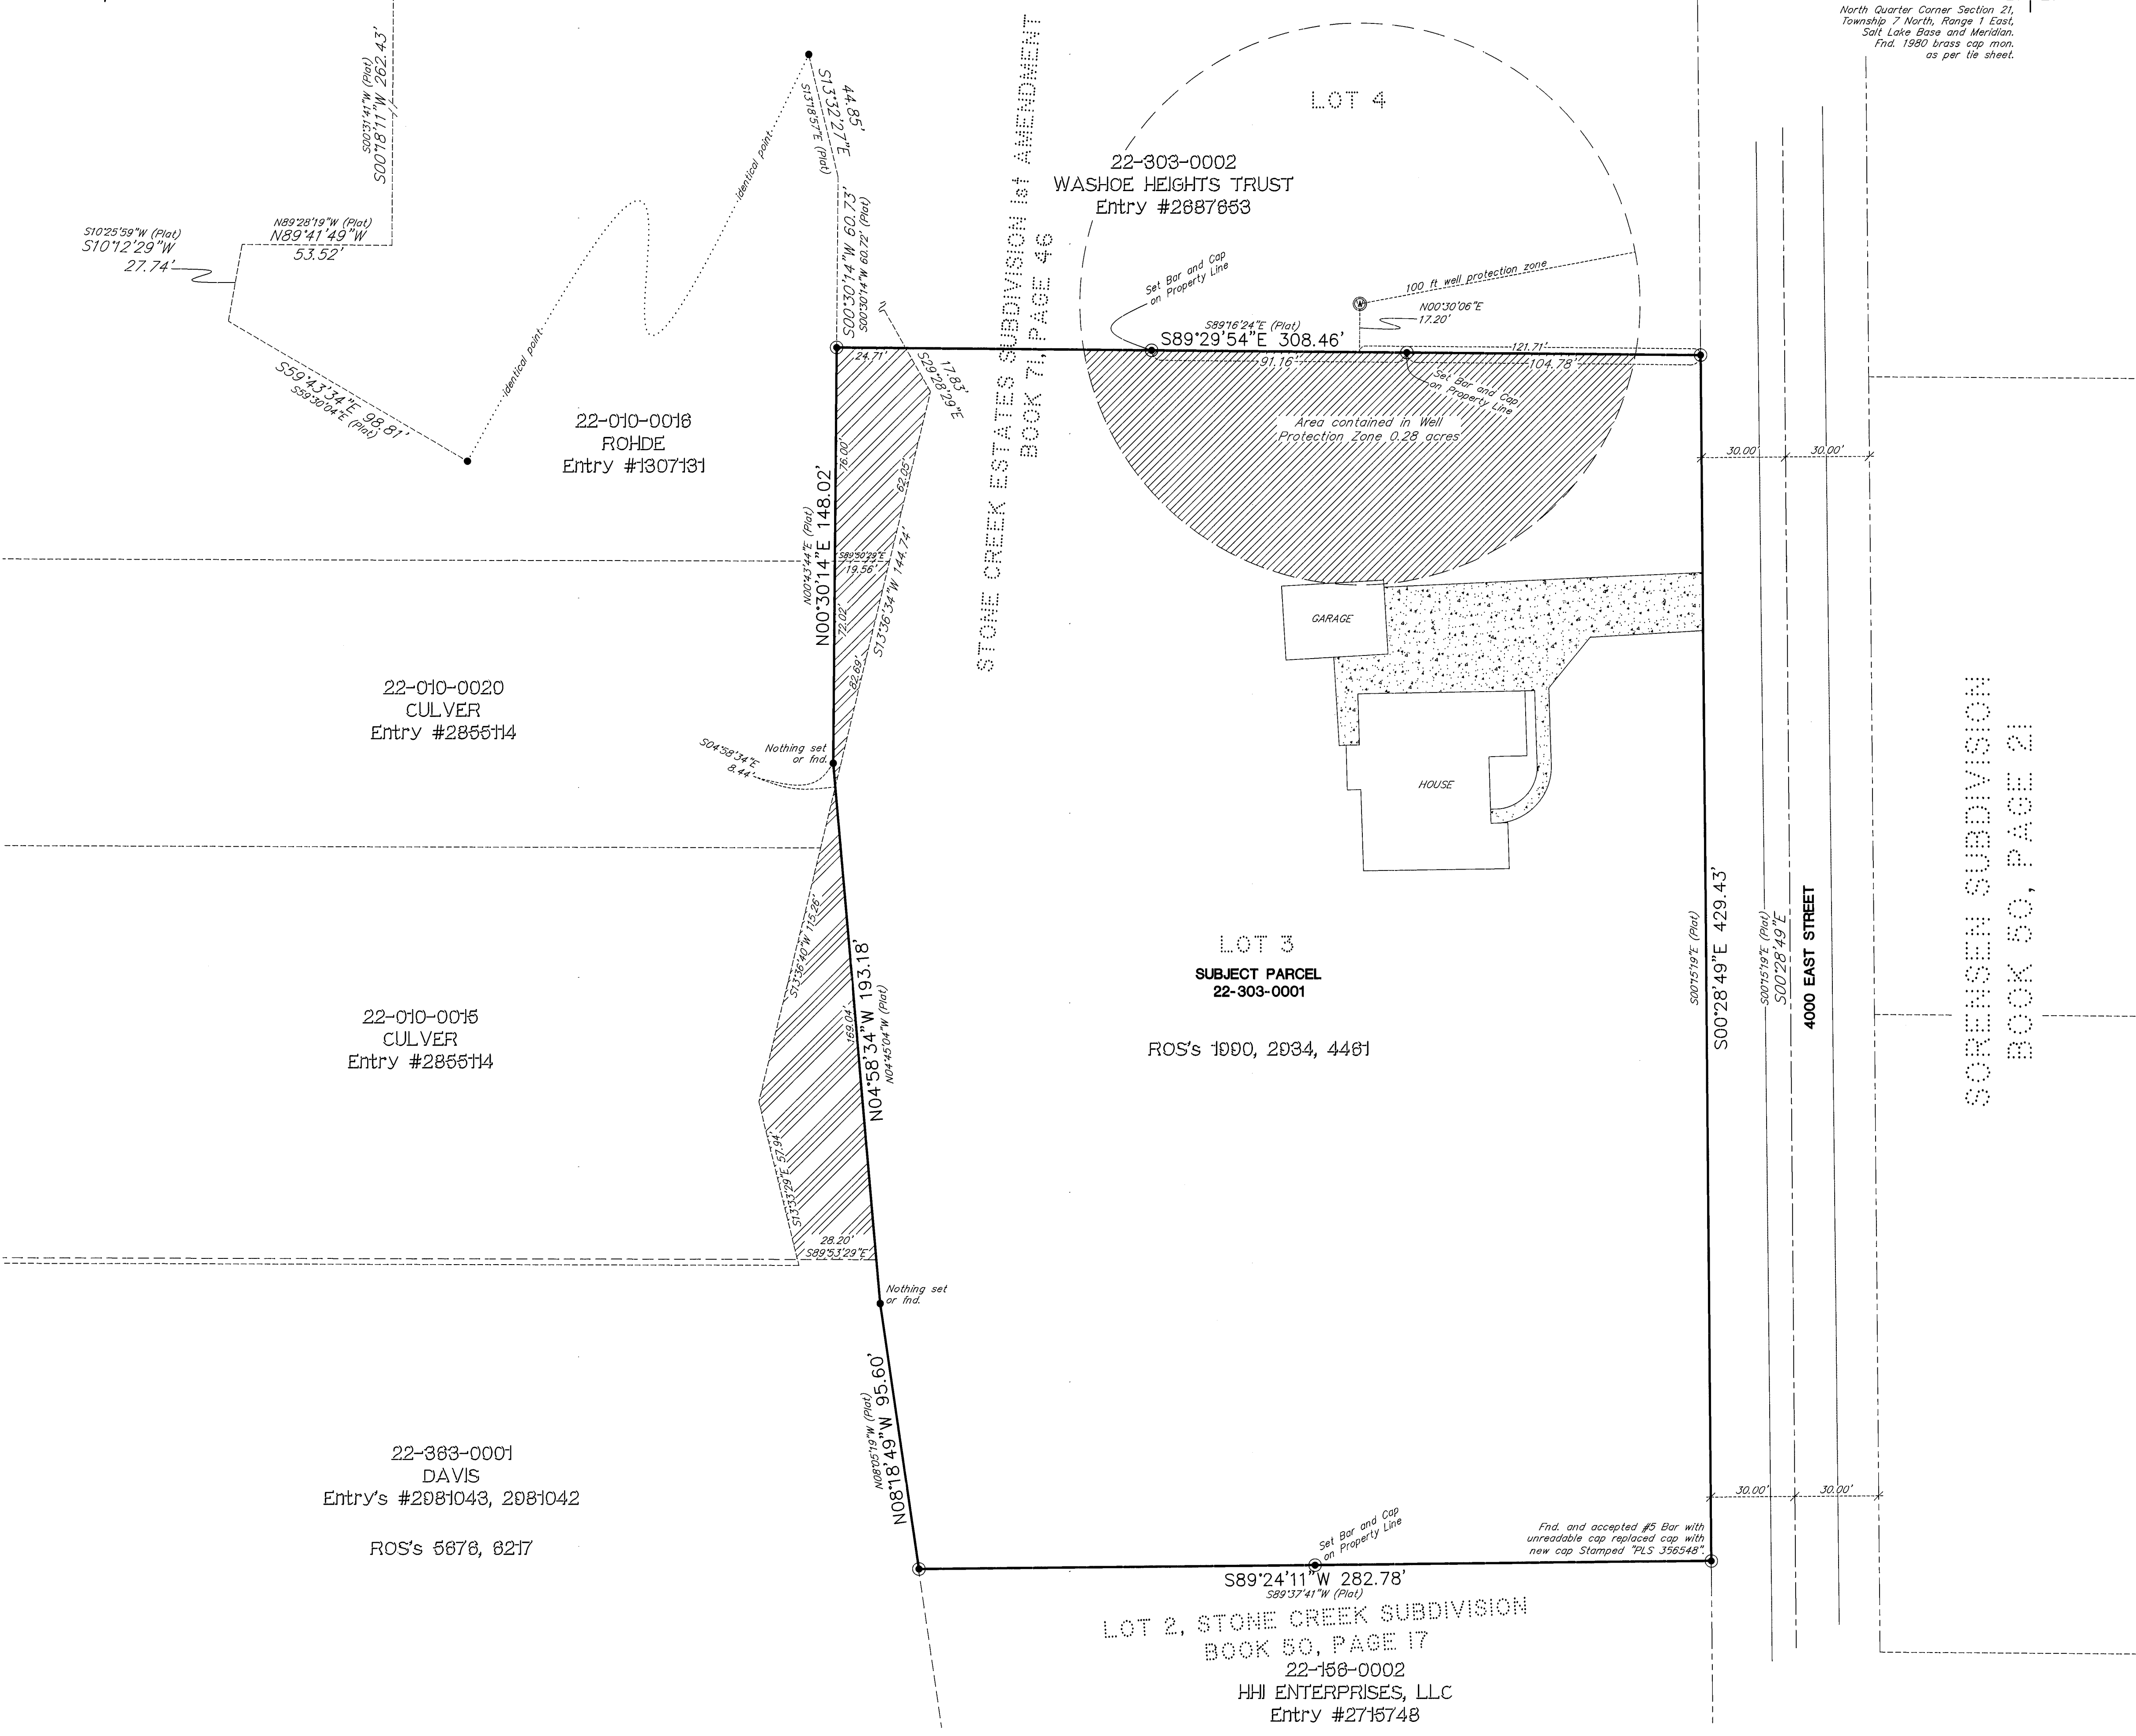 North Quarter Corner Section 21,
Township 7 North, Range 1 East,
Salt Lake Base and Meridian.
Fnd. 1980 brass cap mon.
as per tie sheet.
S00°31'41"W (Plat)
S00°18'11"W 262.43'
N89°28'19"W (Plat)
N89°41'49"W
53.52'
S10°25'59"W (Plat)
S10°12'29"W
27.74'
S59°43'34"E 98.81'
S59°30'04"E (Plat)
identical point
identical point
44.85'
S13°32'27"E
S13°18'57"E (Plat)
S00°30'14"W 60.73'
S00°30'14"W 60.72' (Plat)
STONE CREEK ESTATES SUBDIVISION 1st AMENDMENT
BOOK 71, PAGE 46
LOT 4
22-303-0002
WASHOE HEIGHTS TRUST
Entry #2687653
Set Bar and Cap
on Property Line
100 ft well protection zone
W
N00°30'06"E
17.20'
S89°16'24"E (Plat)
S89°29'54"E 308.46'
24.71'
91.16'
121.71'
104.78'
Set Bar and Cap
on Property Line
17.83'
S29°28'29"E
Area contained in Well
Protection Zone 0.28 acres
22-010-0016
ROHDE
Entry #1307131
76.00'
62.05'
N00°43'44"E (Plat)
N00°30'14"E 148.02'
S89°30'29"E
19.56'
S13°36'34"W 144.74'
72.02'
82.69'
30.00'
30.00'
GARAGE
HOUSE
22-010-0020
CULVER
Entry #2855114
S04°58'34"E
8.44'
Nothing set
or fnd.
S13°36'40"W 115.26'
169.04'
N04°58'34"W 193.18'
N04°45'04"W (Plat)
22-010-0015
CULVER
Entry #2855114
S13°33'29"E 57.94'
28.20'
S89°53'29"E
LOT 3
SUBJECT PARCEL
22-303-0001
ROS's 1990, 2934, 4461
S00°15'19"E (Plat)
S00°28'49"E 429.43'
S00°15'19"E (Plat)
S00°28'49"E
4000 EAST STREET
SORENSEN SUBDIVISION
BOOK 50, PAGE 21
Nothing set
or fnd.
N08°05'19"W (Plat)
N08°18'49"W 95.60'
22-363-0001
DAVIS
Entry's #2981043, 2981042
ROS's 5676, 6217
30.00'
30.00'
Set Bar and Cap
on Property Line
Fnd. and accepted #5 Bar with
unreadable cap replaced cap with
new cap Stamped "PLS 356548".
S89°24'11"W 282.78'
S89°37'41"W (Plat)
LOT 2, STONE CREEK SUBDIVISION
BOOK 50, PAGE 17
22-156-0002
HHI ENTERPRISES, LLC
Entry #2715748